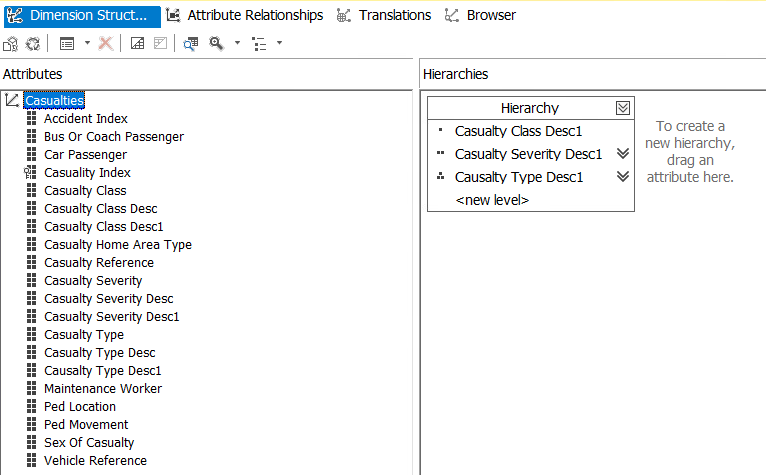 Dimension Struct... Attribute Relationships Translations Browser
Attributes
Casualties
Accident Index
Bus Or Coach Passenger
Car Passenger
Casuality Index
Casualty Class
Casualty Class Desc
Casualty Class Desc1
Casualty Home Area Type
Casualty Reference
Casualty Severity
Casualty Severity Desc
Casualty Severity Desc1
Casualty Type
Casualty Type Desc
Causalty Type Desc1
Maintenance Worker
Ped Location
Ped Movement
Sex Of Casualty
Vehicle Reference
Hierarchies
Hierarchy
Casualty Class Desc1
Casualty Severity Desc1
Causalty Type Desc1
<new level>
To create a
new hierarchy,
drag an
attribute here.